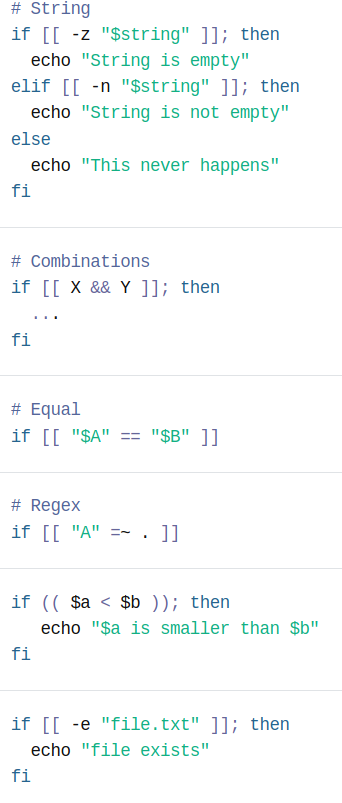 # String
if [[ -z "$string" ]]; then
  echo "String is empty"
elif [[ -n "$string" ]]; then
  echo "String is not empty"
else
  echo "This never happens"
fi
# Combinations
if [[ X && Y ]]; then
  ...
fi
# Equal
if [[ "$A" == "$B" ]]
# Regex
if [[ "A" =~ . ]]
if (( $a < $b )); then
   echo "$a is smaller than $b"
fi
if [[ -e "file.txt" ]]; then
  echo "file exists"
fi